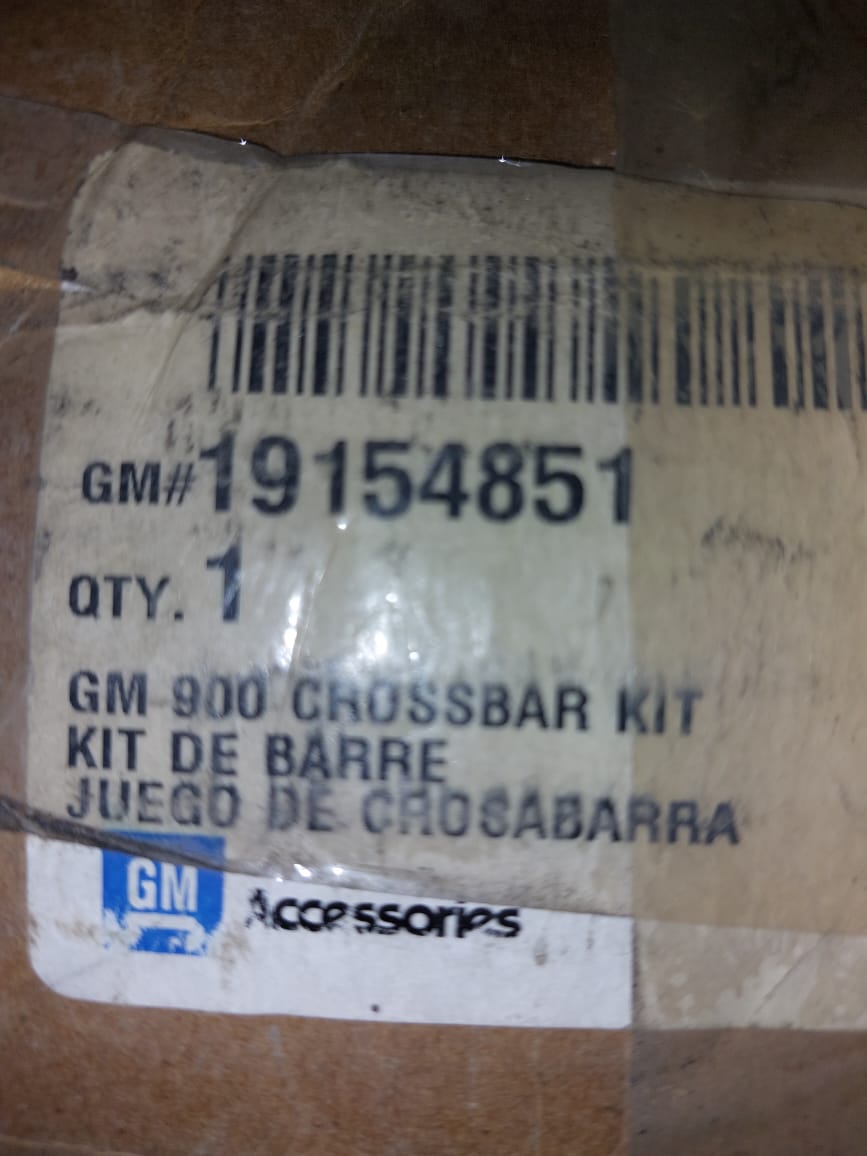 GM#19154851
QTY. 1
GM 900 CROSSBAR KIT
KIT DE BARRE
JUEGO DE CROSABARRA
GM
Accessories